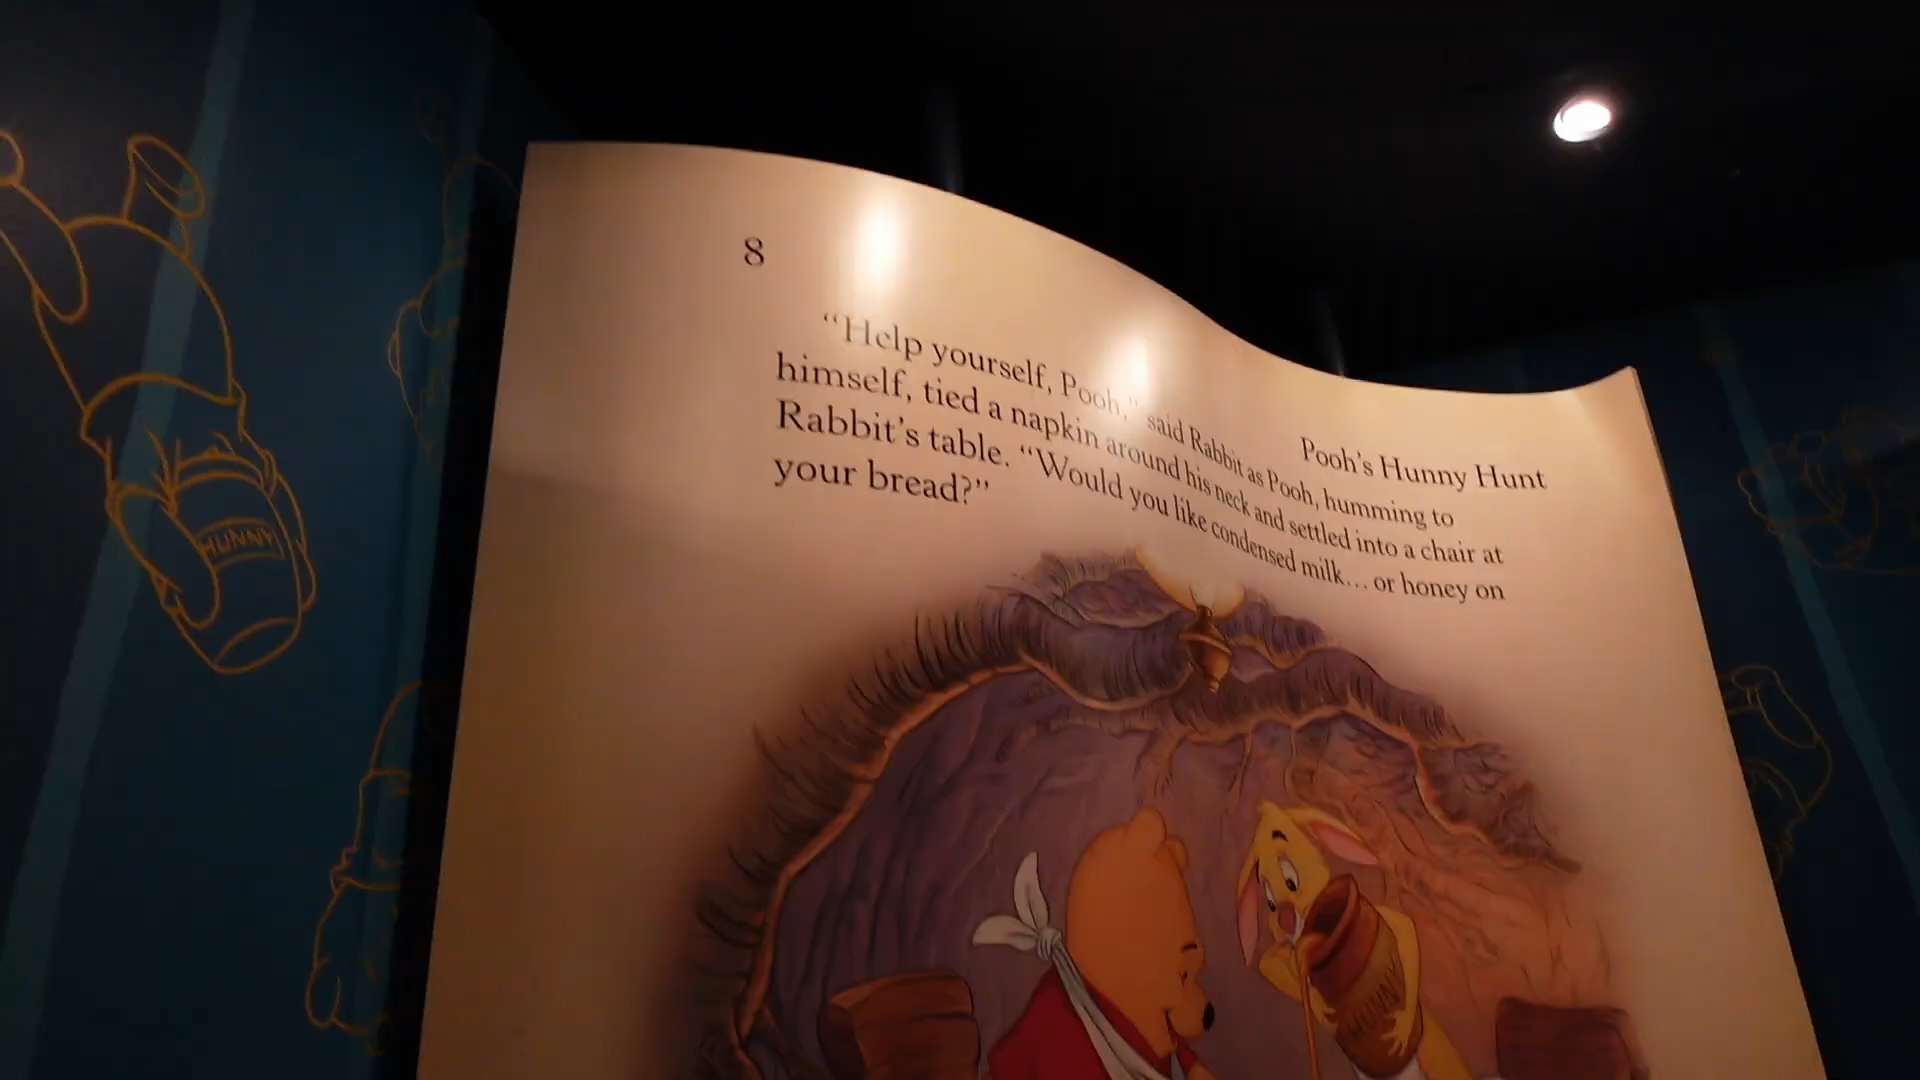 8
Pooh's Hunny Hunt
“Help yourself, Pooh,” said Rabbit as Pooh, humming to
himself, tied a napkin around his neck and settled into a chair at
Rabbit's table. “Would you like condensed milk... or honey on
your bread?”
HUNNY
HUNNY